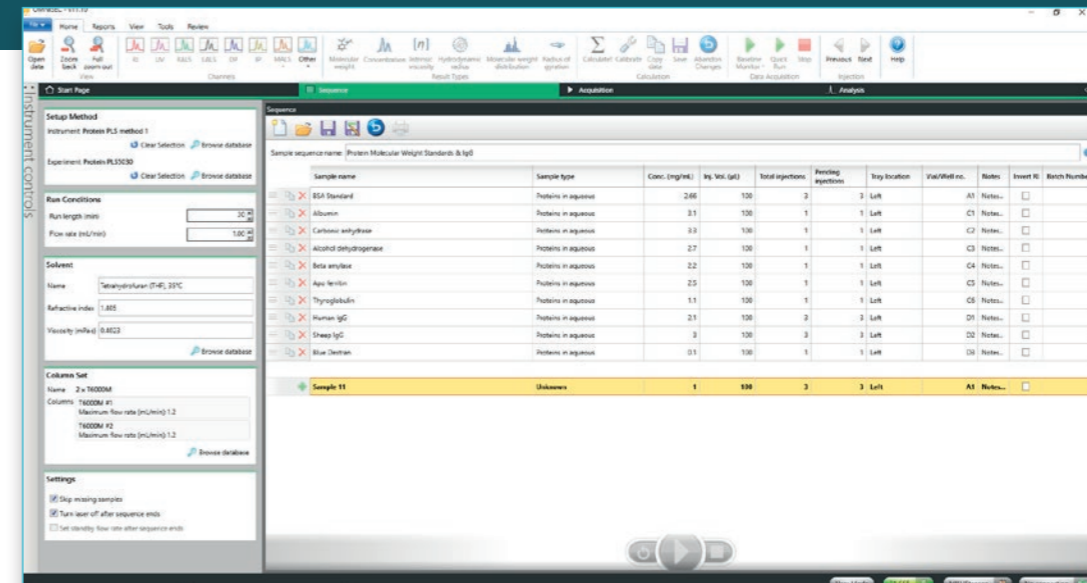 OMNISEC - v11.10
File Home Reports View Tools Review
Open data Zoom back Full zoom out RI UV RALS LALS DP IP MALS Other Molecular weight Concentration Intrinsic viscosity Hydrodynamic radius Molecular weight distribution Radius of gyration Calculate! Calibrate Copy data Save Abandon Changes Baseline Monitor Quick Run Stop Previous Next Help
View Channels Result Types Calculation Data Acquisition Injection
Start Page Sequence Acquisition Analysis
Instrument controls
Setup Method
Instrument Protein PLS method 1
Clear Selection Browse database
Experiment: Protein PLS5030
Clear Selection Browse database
Run Conditions
Run length (min) 30
Flow rate (mL/min) 1.00
Solvent
Name Tetrahydrofuran (THF), 35°C
Refractive index 1.405
Viscosity (mPa.s)
Browse database
Column Set
Name 2 x T6000M
Columns T6000M #1
Maximum flow rate (mL/min) 1.2
T6000M #2
Maximum flow rate (mL/min) 1.2
Browse database
Settings
Skip missing samples
Turn laser off after sequence ends
Set standby flow rate after sequence ends
Sequence
Sample sequence name: Protein Molecular Weight Standards & IgG
Sample name Sample type Conc. (mg/mL) Inj. Vol. (µL) Total injections Pending injections Tray location Vial/Well no. Notes Invert RI Batch Numbe
BSA Standard Proteins in aqueous 2.66 100 3 3 Left A1 Notes...
Albumin Proteins in aqueous 3.1 100 1 1 Left C1 Notes...
Carbonic anhydrase Proteins in aqueous 3.3 100 1 1 Left C2 Notes...
Alcohol dehydrogenase Proteins in aqueous 2.7 100 1 1 Left C3 Notes...
Beta amylase Proteins in aqueous 2.2 100 1 1 Left C4 Notes...
Apo ferritin Proteins in aqueous 2.5 100 1 1 Left C5 Notes...
Thyroglobulin Proteins in aqueous 1.1 100 1 1 Left C6 Notes...
Human IgG Proteins in aqueous 2.1 100 3 3 Left D1 Notes...
Sheep IgG Proteins in aqueous 3 100 3 3 Left D2 Notes...
Blue Dextran Proteins in aqueous 0.1 100 1 1 Left D3 Notes...
Sample 11 Unknown 1 100 3 3 Left A1 Notes...